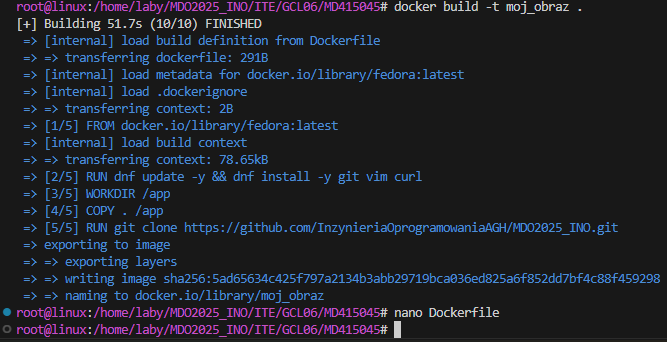 root@linux:/home/laby/MDO2025_INO/ITE/GCL06/MD415045# docker build -t moj_obraz .
[+] Building 51.7s (10/10) FINISHED
=> [internal] load build definition from Dockerfile
=> => transferring dockerfile: 291B
=> [internal] load metadata for docker.io/library/fedora:latest
=> [internal] load .dockerignore
=> => transferring context: 2B
=> [1/5] FROM docker.io/library/fedora:latest
=> [internal] load build context
=> => transferring context: 78.65kB
=> [2/5] RUN dnf update -y && dnf install -y git vim curl
=> [3/5] WORKDIR /app
=> [4/5] COPY . /app
=> [5/5] RUN git clone https://github.com/InzynieriaOprogramowaniaAGH/MDO2025_INO.git
=> exporting to image
=> => exporting layers
=> => writing image sha256:5ad65634c425f797a2134b3abb29719bca036ed825a6f852dd7bf4c88f459298
=> => naming to docker.io/library/moj_obraz
root@linux:/home/laby/MDO2025_INO/ITE/GCL06/MD415045# nano Dockerfile
root@linux:/home/laby/MDO2025_INO/ITE/GCL06/MD415045#